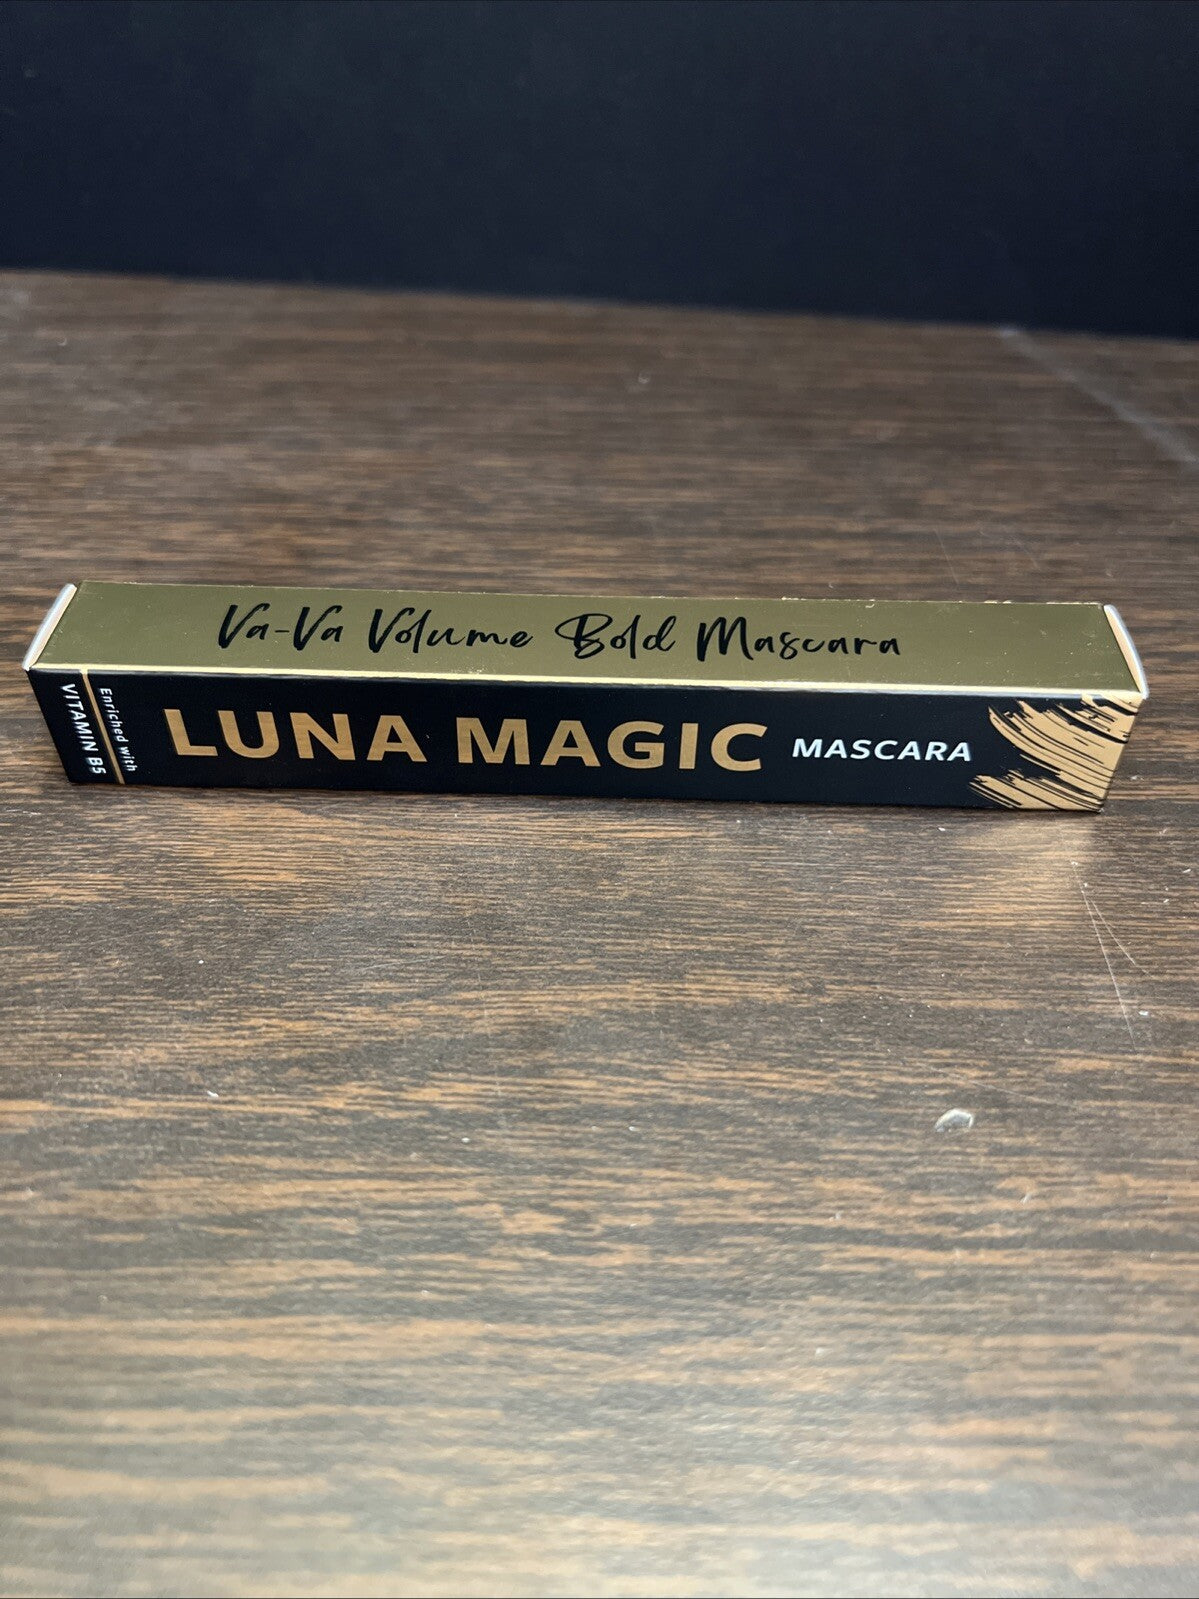 Va-Va Volume Bold Mascara
Enriched with
VITAMIN B5
LUNA MAGIC MASCARA